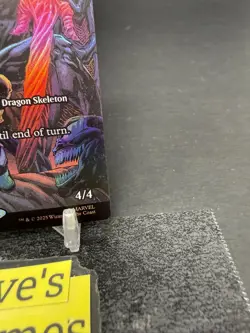 Dragon Skeleton
til end of turn.
4/4
MARVEL
™ & © 2025 Wizards of the Coast
ve's
mes